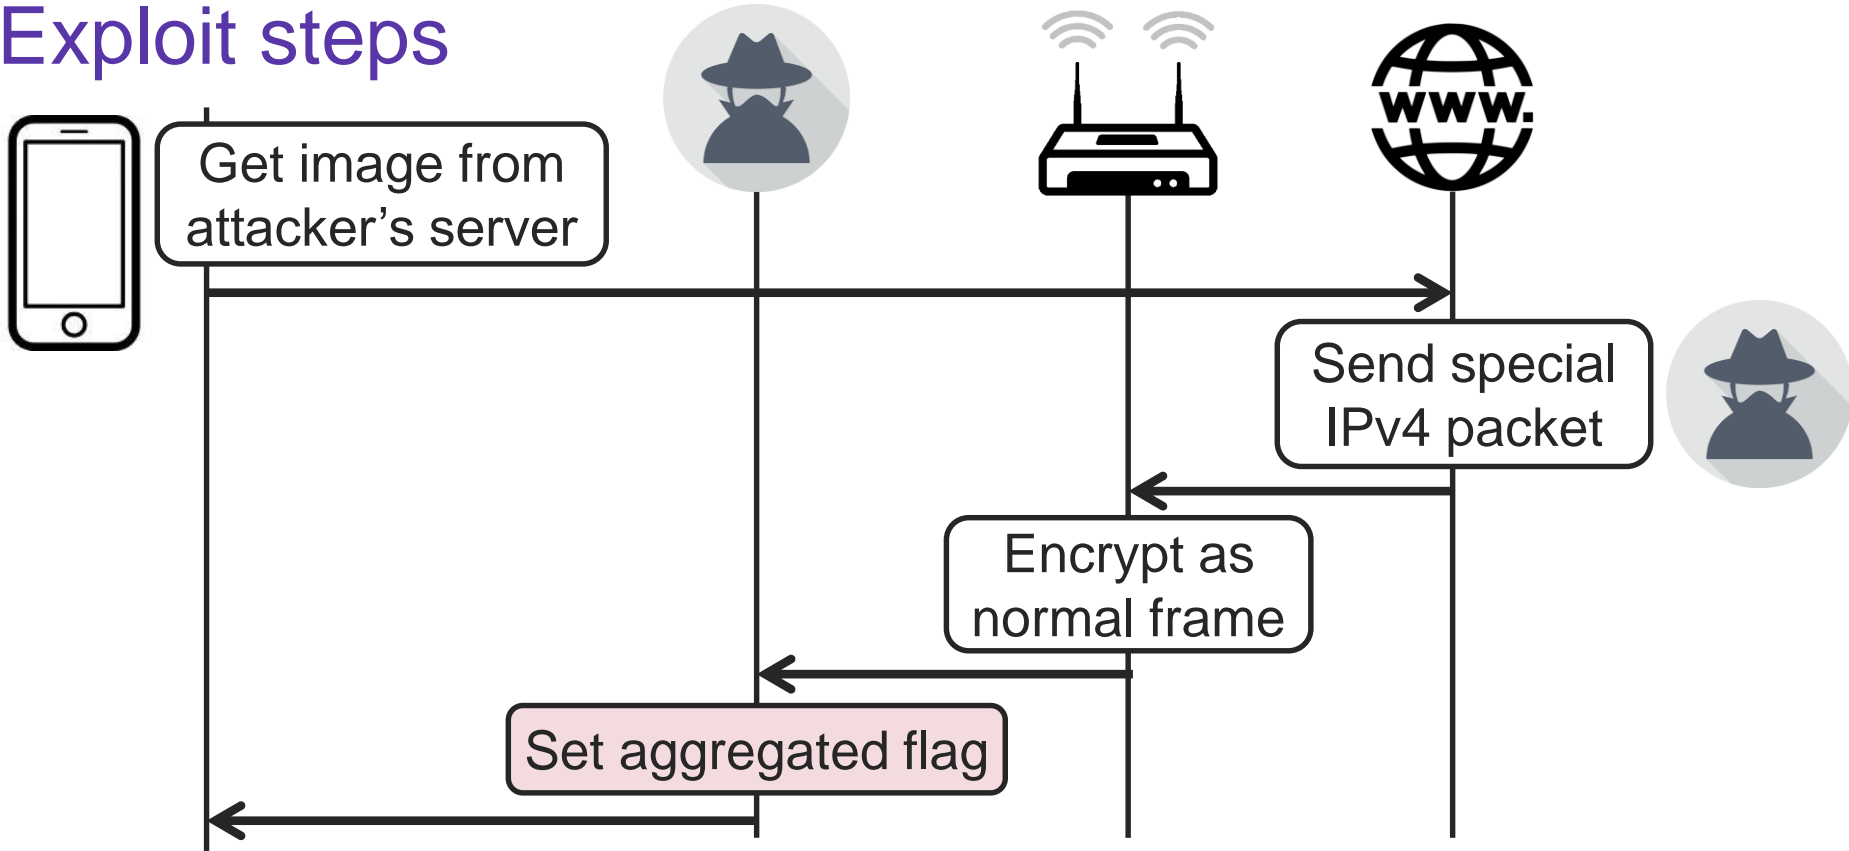 Exploit steps
Get image from
attacker’s server
www.
Send special
IPv4 packet
Encrypt as
normal frame
Set aggregated flag